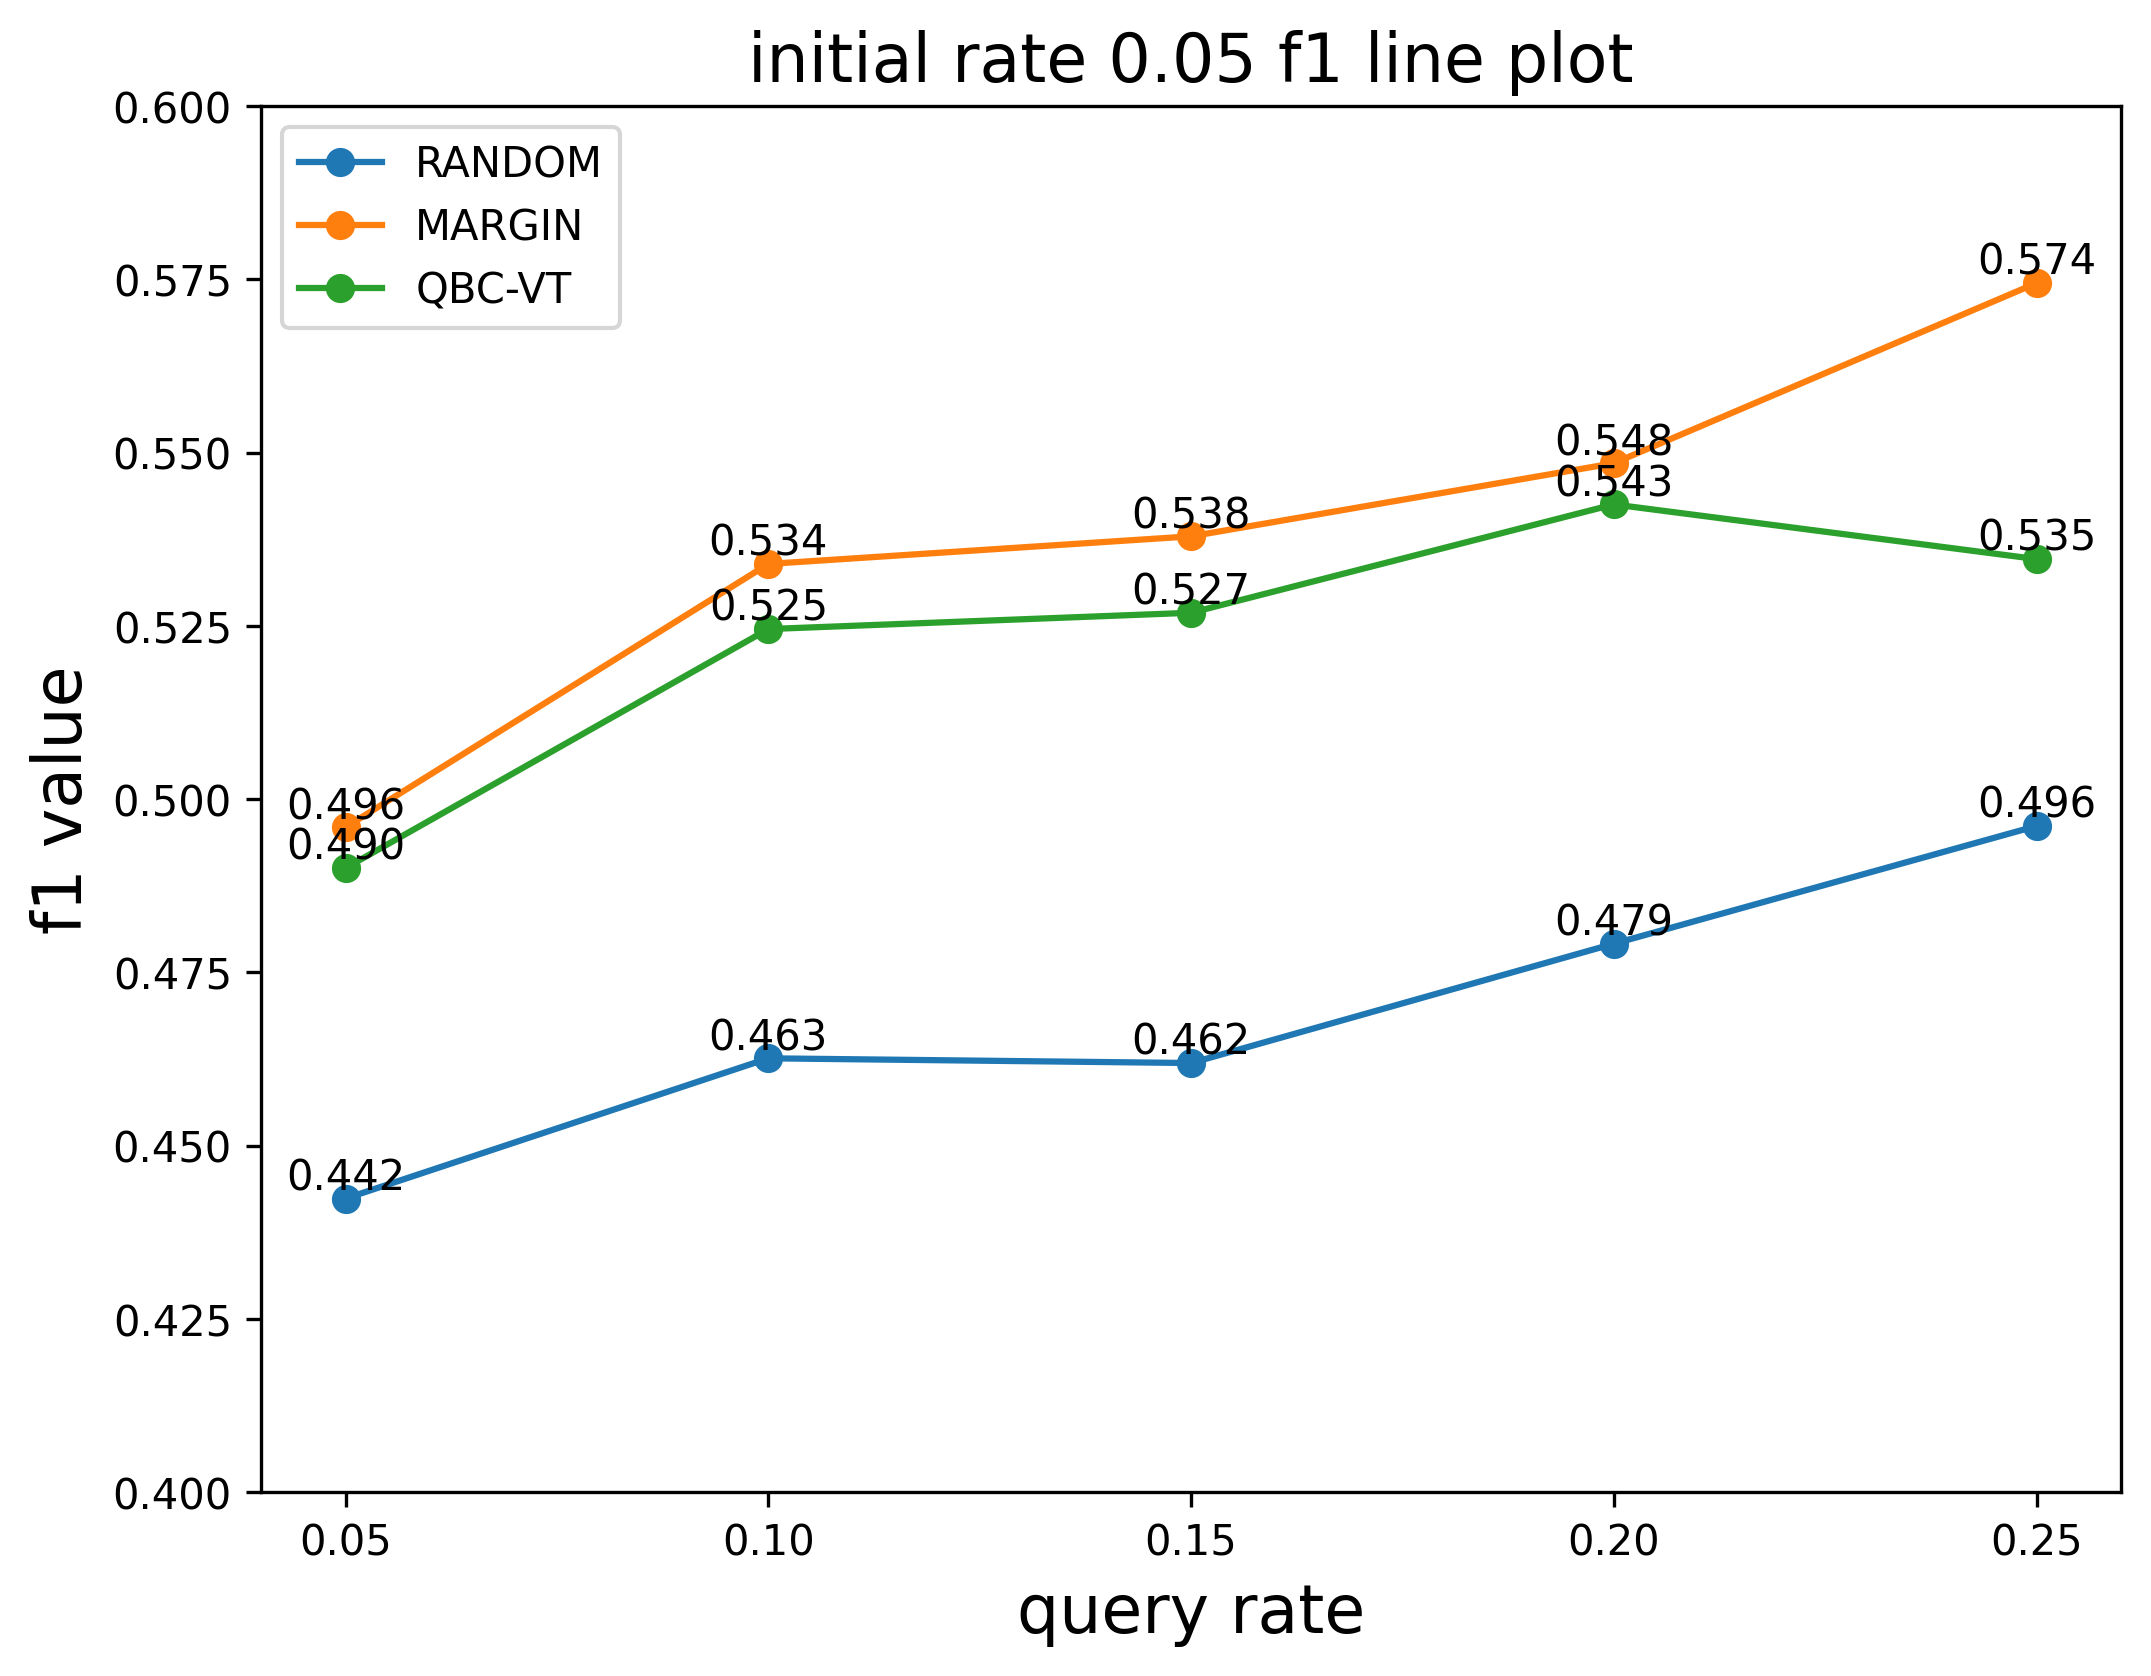 initial rate 0.05 f1 line plot
0.600
0.575
0.550
0.525
0.500
0.475
0.450
0.425
0.400
f1 value
RANDOM
MARGIN
QBC-VT
0.496 0.534 0.538 0.548 0.574
0.490 0.525 0.527 0.543 0.535
0.442 0.463 0.462 0.479 0.496
0.05 0.10 0.15 0.20 0.25
query rate